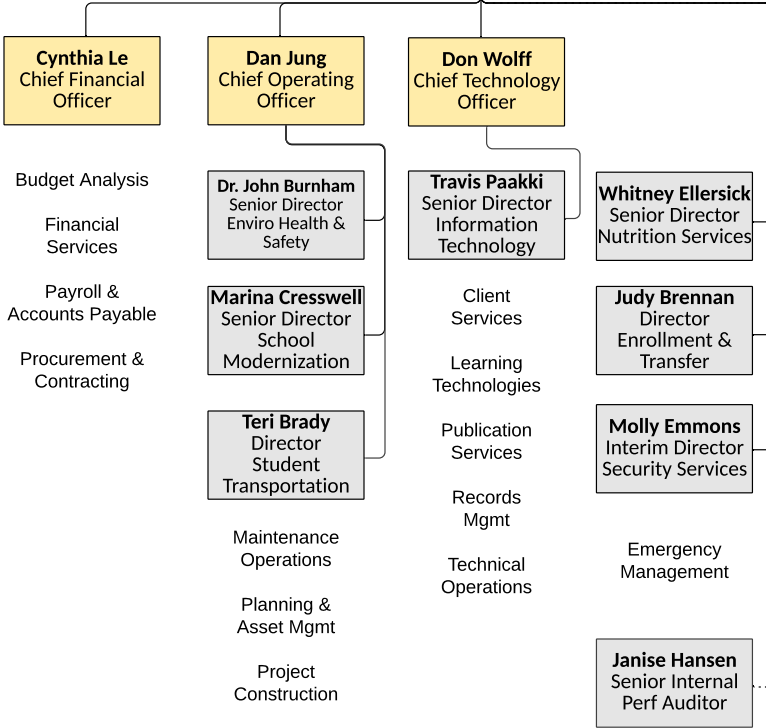 Cynthia Le
Chief Financial
Officer
Budget Analysis
Financial
Services
Payroll &
Accounts Payable
Procurement &
Contracting
Dan Jung
Chief Operating
Officer
Dr. John Burnham
Senior Director
Enviro Health &
Safety
Marina Cresswell
Senior Director
School
Modernization
Teri Brady
Director
Student
Transportation
Maintenance
Operations
Planning &
Asset Mgmt
Project
Construction
Don Wolff
Chief Technology
Officer
Travis Paakki
Senior Director
Information
Technology
Client
Services
Learning
Technologies
Publication
Services
Records
Mgmt
Technical
Operations
Whitney Ellersick
Senior Director
Nutrition Services
Judy Brennan
Director
Enrollment &
Transfer
Molly Emmons
Interim Director
Security Services
Emergency
Management
Janise Hansen
Senior Internal
Perf Auditor